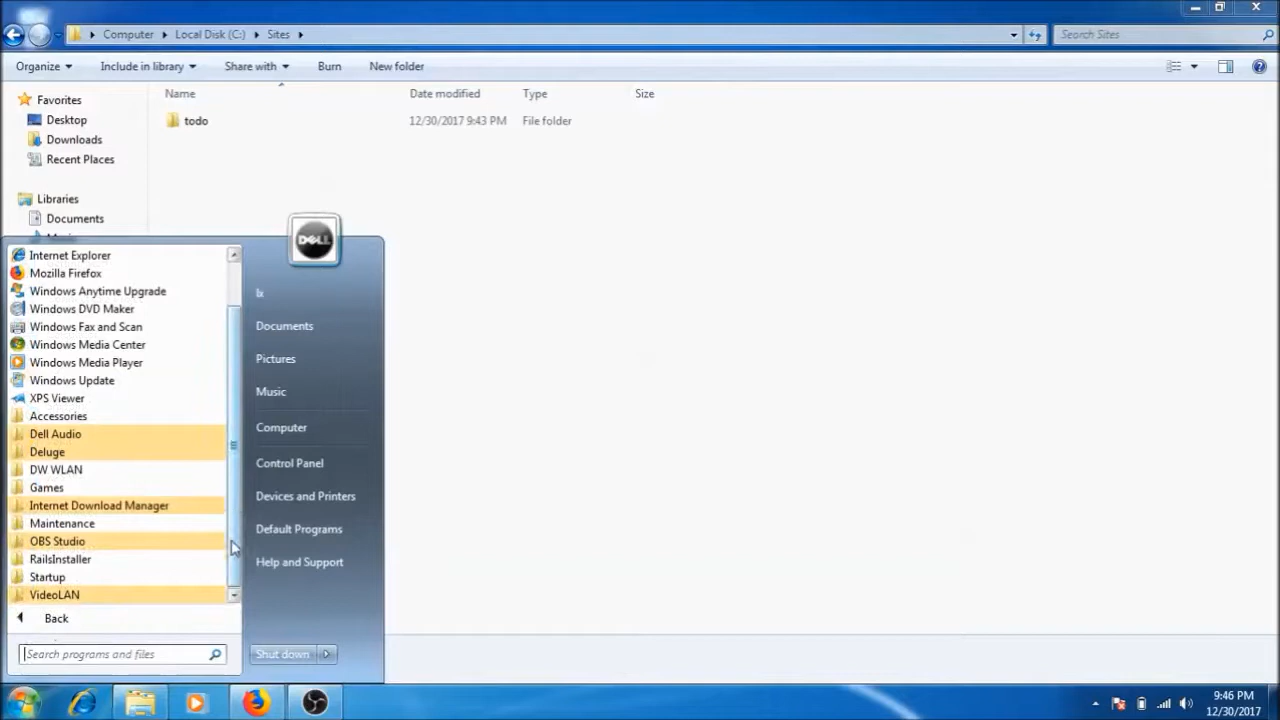 Computer Local Disk (C:) Sites
Search Sites
Organize Include in library Share with Burn New folder
Name Date modified Type Size
todo 12/30/2017 9:43 PM File folder
Favorites
Desktop
Downloads
Recent Places
Libraries
Documents
DELL
Internet Explorer
Mozilla Firefox
Windows Anytime Upgrade
Windows DVD Maker
Windows Fax and Scan
Windows Media Center
Windows Media Player
Windows Update
XPS Viewer
Accessories
Dell Audio
Deluge
DW WLAN
Games
Internet Download Manager
Maintenance
OBS Studio
RailsInstaller
Startup
VideoLAN
Back
Search programs and files
Documents
Pictures
Music
Computer
Control Panel
Devices and Printers
Default Programs
Help and Support
Shut down
9:46 PM
12/30/2017